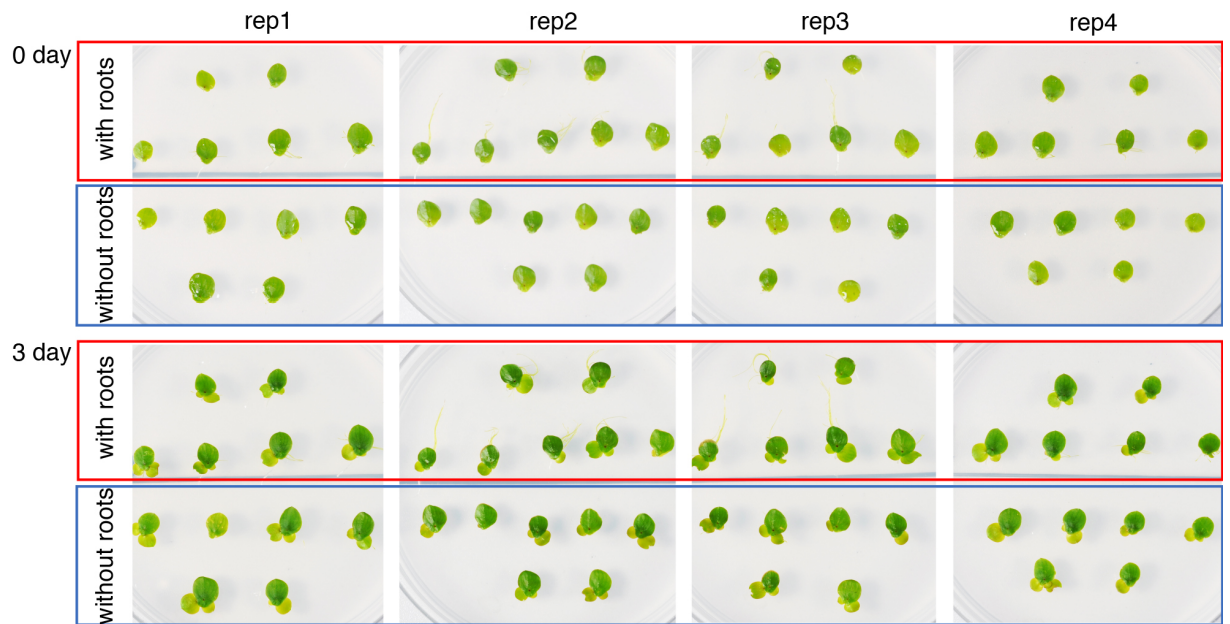 rep1 rep2 rep3 rep4
0 day
with roots
without roots
3 day
with roots
without roots